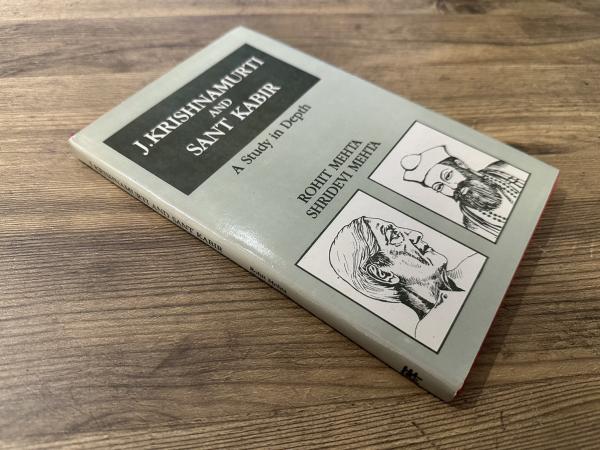 J.KRISHNAMURTI
AND
SANT KABIR
A Study in Depth
ROHIT MEHTA
SHRIDEVI MEHTA
J. KRISHNAMURTI AND SANT KABIR
Rohit Mehta